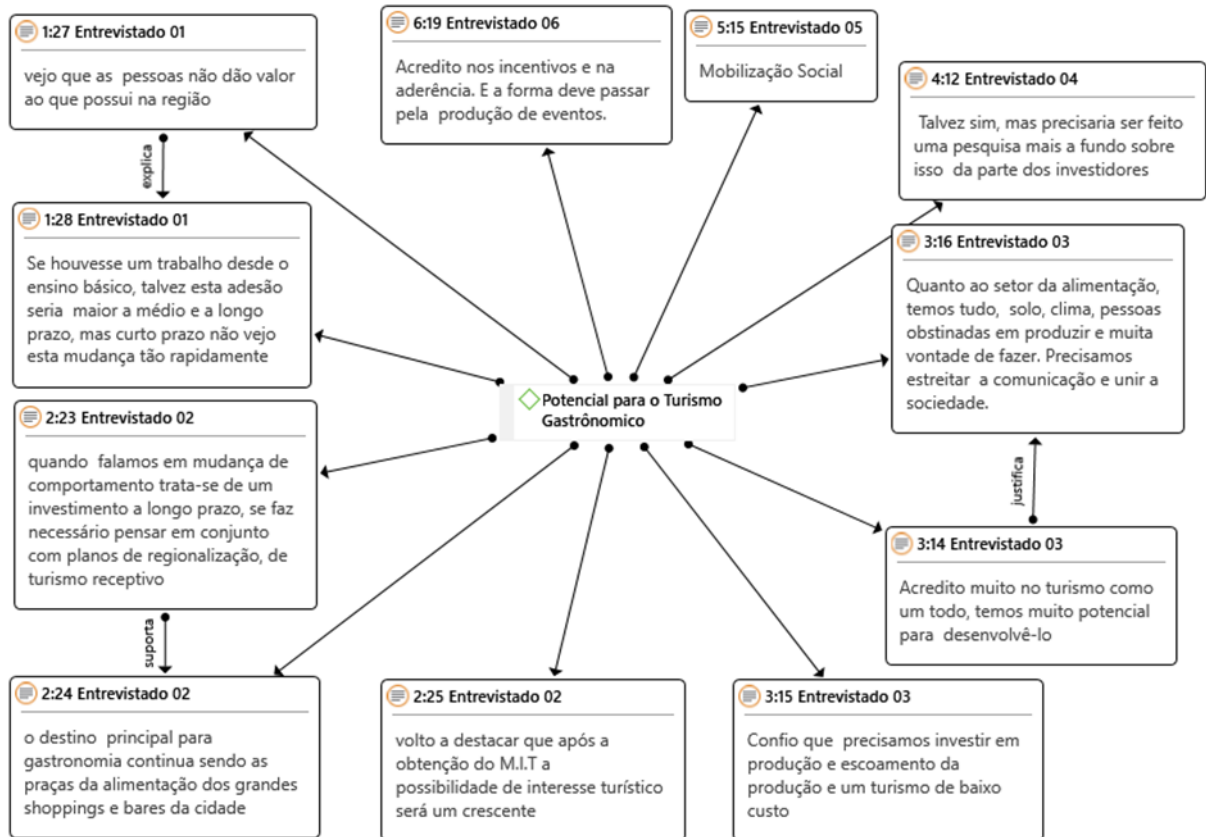 1:27 Entrevistado 01
vejo que as pessoas não dão valor
ao que possui na região
6:19 Entrevistado 06
Acredito nos incentivos e na
aderência. E a forma deve passar
pela produção de eventos.
5:15 Entrevistado 05
Mobilização Social
4:12 Entrevistado 04
Talvez sim, mas precisaria ser feito
uma pesquisa mais a fundo sobre
isso da parte dos investidores
explica
1:28 Entrevistado 01
Se houvesse um trabalho desde o
ensino básico, talvez esta adesão
seria maior a médio e a longo
prazo, mas curto prazo não vejo
esta mudança tão rapidamente
3:16 Entrevistado 03
Quanto ao setor da alimentação,
temos tudo, solo, clima, pessoas
obstinadas em produzir e muita
vontade de fazer. Precisamos
estreitar a comunicação e unir a
sociedade.
Potencial para o Turismo
Gastrônomico
2:23 Entrevistado 02
quando falamos em mudança de
comportamento trata-se de um
investimento a longo prazo, se faz
necessário pensar em conjunto
com planos de regionalização, de
turismo receptivo
justifica
3:14 Entrevistado 03
Acredito muito no turismo como
um todo, temos muito potencial
para desenvolvê-lo
suporta
2:24 Entrevistado 02
o destino principal para
gastronomia continua sendo as
praças da alimentação dos grandes
shoppings e bares da cidade
2:25 Entrevistado 02
volto a destacar que após a
obtenção do M.I.T a
possibilidade de interesse turístico
será um crescente
3:15 Entrevistado 03
Confio que precisamos investir em
produção e escoamento da
produção e um turismo de baixo
custo